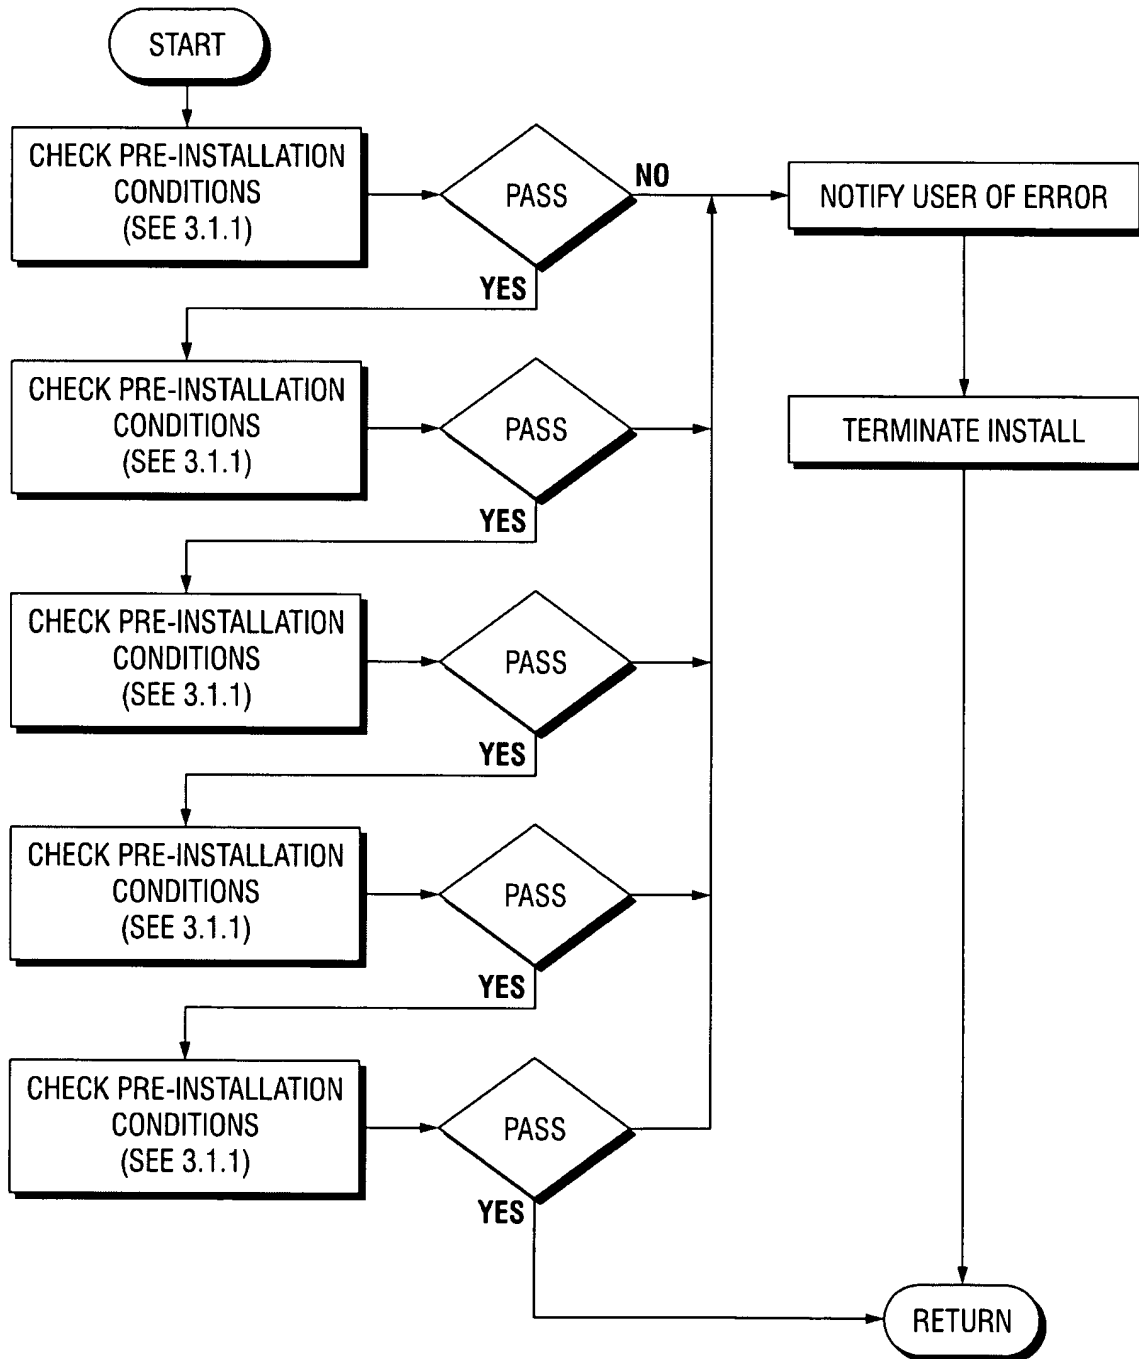 START
CHECK PRE-INSTALLATION
CONDITIONS
(SEE 3.1.1)
PASS
NO
NOTIFY USER OF ERROR
YES
CHECK PRE-INSTALLATION
CONDITIONS
(SEE 3.1.1)
PASS
TERMINATE INSTALL
YES
CHECK PRE-INSTALLATION
CONDITIONS
(SEE 3.1.1)
PASS
YES
CHECK PRE-INSTALLATION
CONDITIONS
(SEE 3.1.1)
PASS
YES
CHECK PRE-INSTALLATION
CONDITIONS
(SEE 3.1.1)
PASS
YES
RETURN